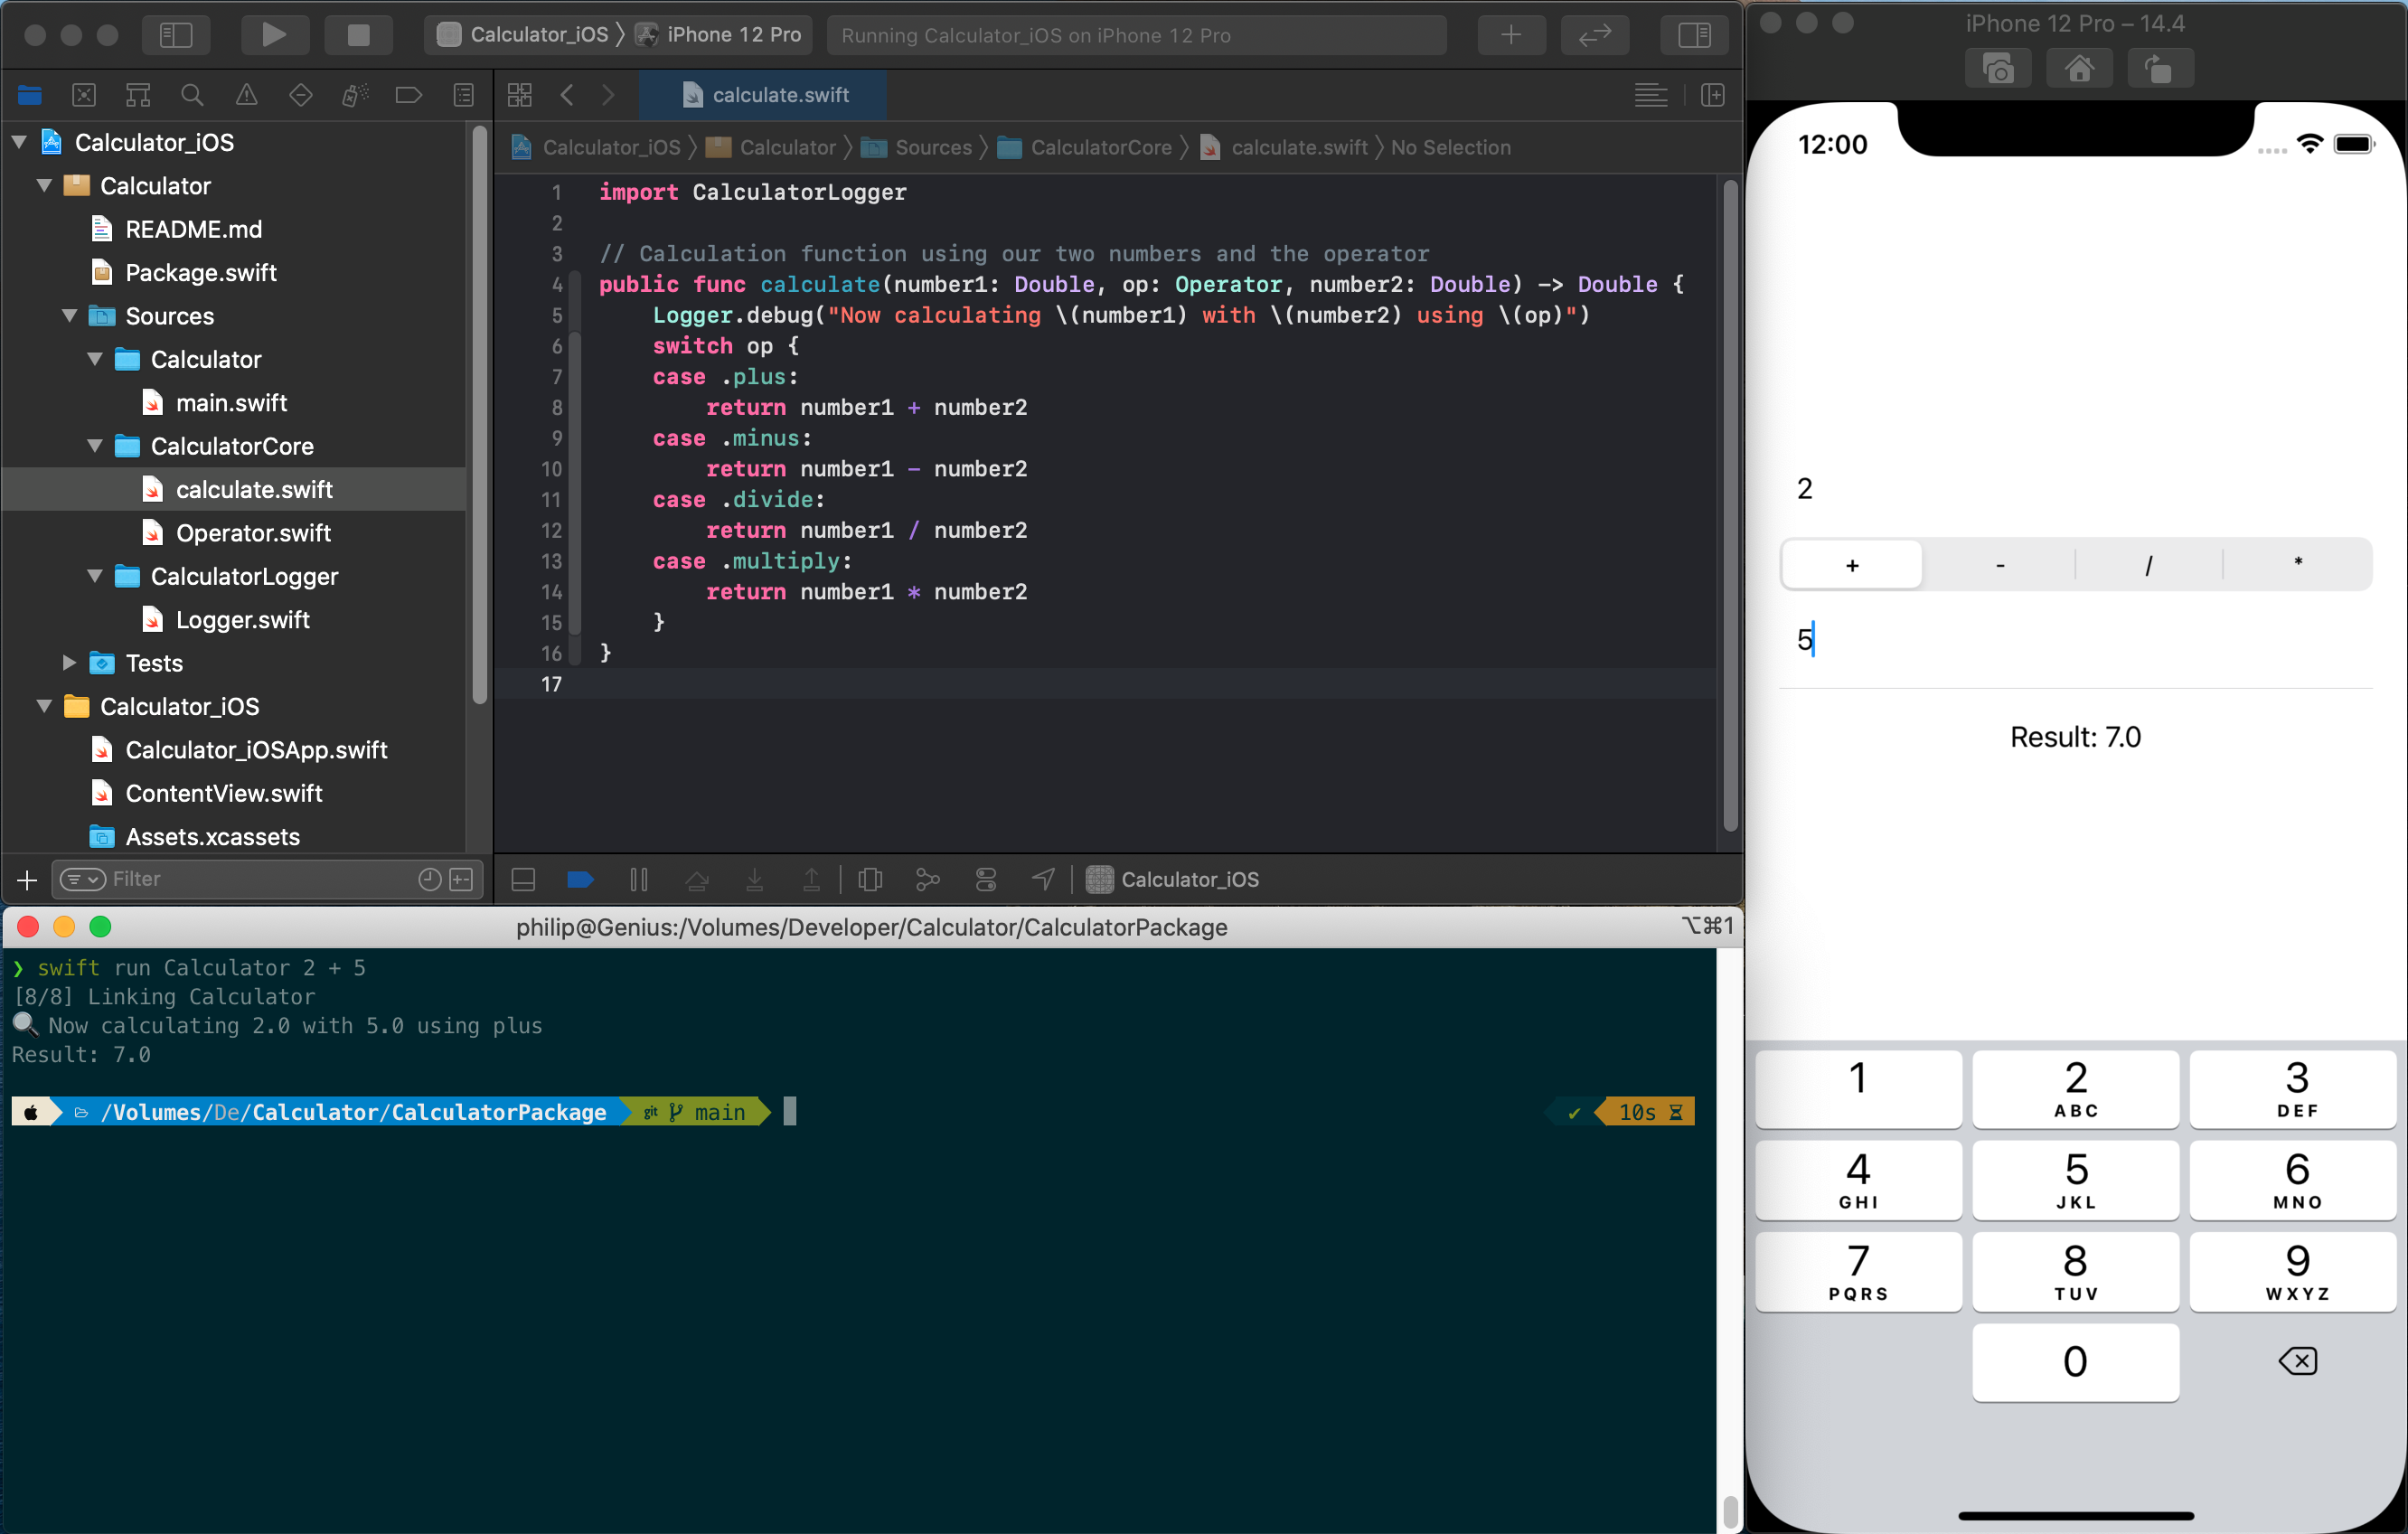 Calculator_iOS 〉 iPhone 12 Pro
Running Calculator_iOS on iPhone 12 Pro
calculate.swift
Calculator_iOS 〉 Calculator 〉 Sources 〉 CalculatorCore 〉 calculate.swift 〉 No Selection
Calculator_iOS
Calculator
README.md
Package.swift
Sources
Calculator
main.swift
CalculatorCore
calculate.swift
Operator.swift
CalculatorLogger
Logger.swift
Tests
Calculator_iOS
Calculator_iOSApp.swift
ContentView.swift
Assets.xcassets
Filter
1 import CalculatorLogger
2
3 // Calculation function using our two numbers and the operator
4 public func calculate(number1: Double, op: Operator, number2: Double) -> Double {
5     Logger.debug("Now calculating \(number1) with \(number2) using \(op)")
6     switch op {
7     case .plus:
8         return number1 + number2
9     case .minus:
10         return number1 - number2
11     case .divide:
12         return number1 / number2
13     case .multiply:
14         return number1 * number2
15     }
16 }
17
Calculator_iOS
philip@Genius:/Volumes/Developer/Calculator/CalculatorPackage
⌥⌘1
❯ swift run Calculator 2 + 5
[8/8] Linking Calculator
🔍 Now calculating 2.0 with 5.0 using plus
Result: 7.0
/Volumes/De/Calculator/CalculatorPackage git main ✔ 10s
iPhone 12 Pro – 14.4
12:00
2
+ - / *
5
Result: 7.0
1 2 3
ABC DEF
4 5 6
GHI JKL MNO
7 8 9
PQRS TUV WXYZ
0